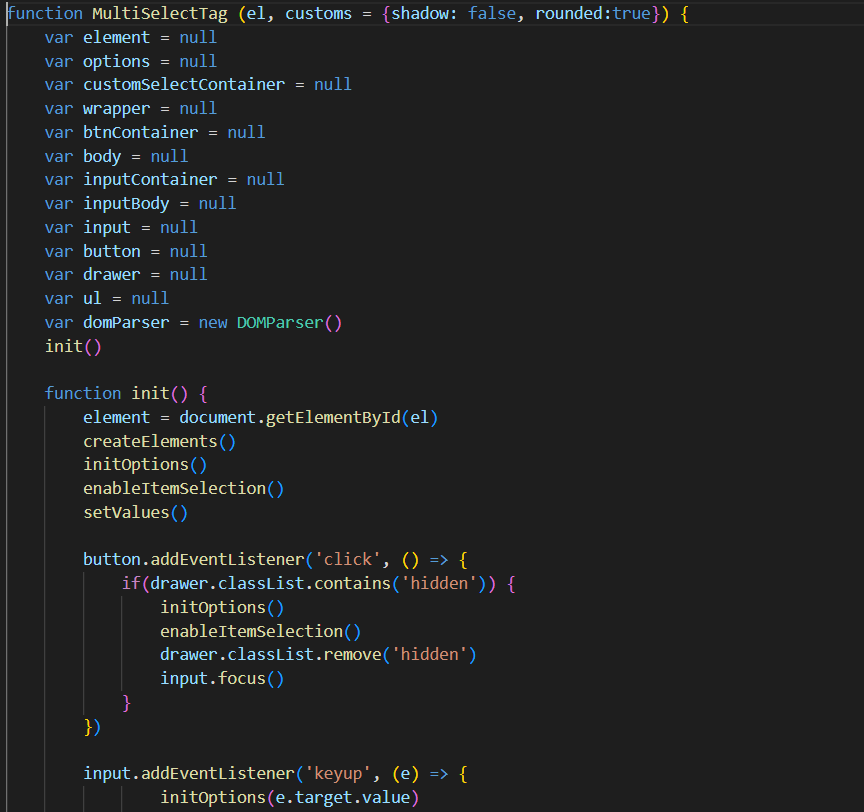 function MultiSelectTag (el, customs = {shadow: false, rounded:true}) {
var element = null
var options = null
var customSelectContainer = null
var wrapper = null
var btnContainer = null
var body = null
var inputContainer = null
var inputBody = null
var input = null
var button = null
var drawer = null
var ul = null
var domParser = new DOMParser()
init()
function init() {
element = document.getElementById(el)
createElements()
initOptions()
enableItemSelection()
setValues()
button.addEventListener('click', () => {
if(drawer.classList.contains('hidden')) {
initOptions()
enableItemSelection()
drawer.classList.remove('hidden')
input.focus()
}
})
input.addEventListener('keyup', (e) => {
initOptions(e.target.value)